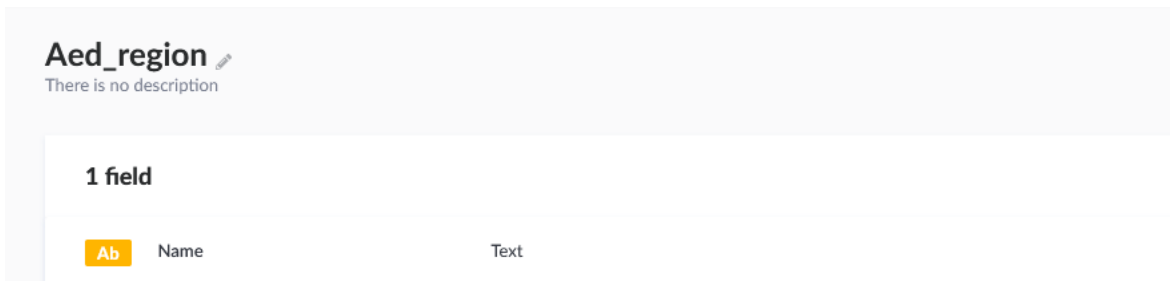 Aed_region
There is no description
1 field
Ab Name Text